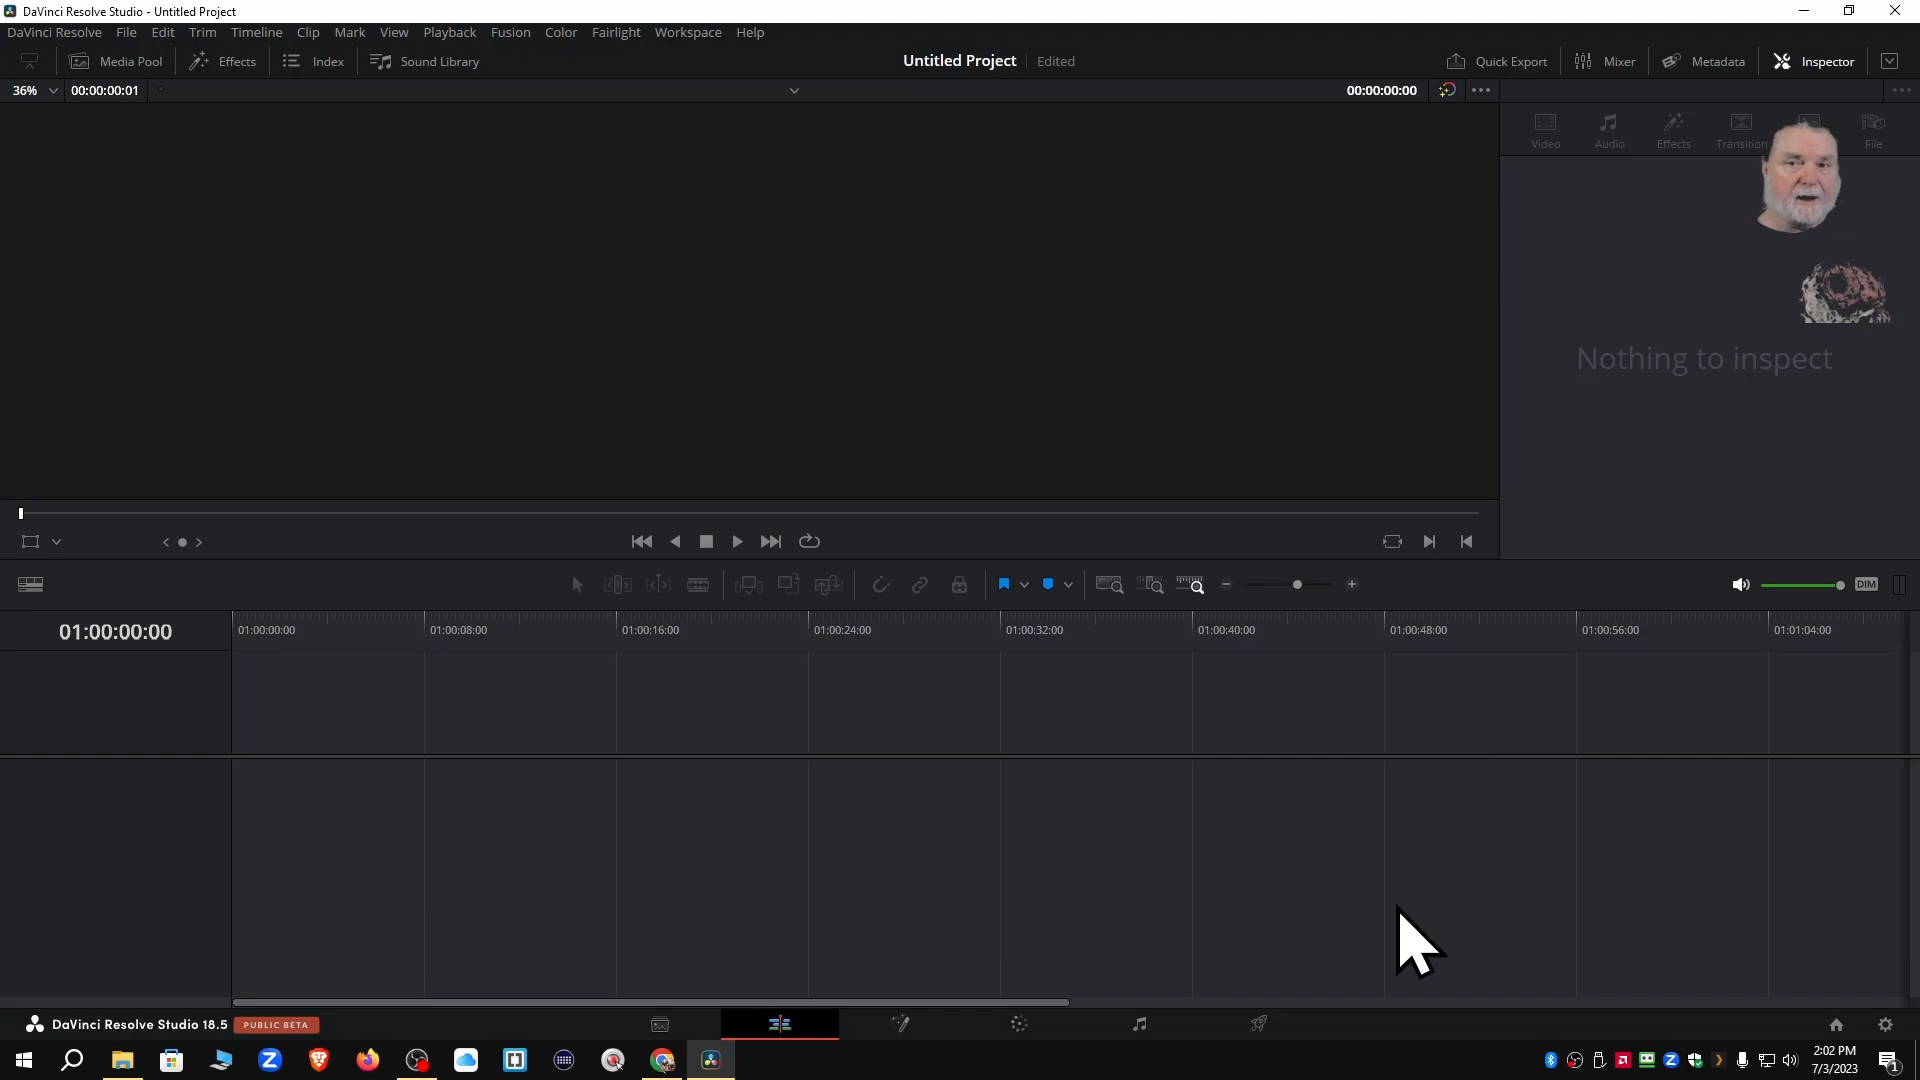 DaVinci Resolve Studio - Untitled Project
DaVinci Resolve File Edit Trim Timeline Clip Mark View Playback Fusion Color Fairlight Workspace Help
Media Pool Effects Index Sound Library Untitled Project Edited Quick Export Mixer Metadata Inspector
36% 00:00:00:01 00:00:00:00
Video Audio Effects Transition File
Nothing to inspect
DIM
01:00:00:00 01:00:00:00 01:00:08:00 01:00:16:00 01:00:24:00 01:00:32:00 01:00:40:00 01:00:48:00 01:00:56:00 01:01:04:00
DaVinci Resolve Studio 18.5 PUBLIC BETA
2:02 PM
7/3/2023
1